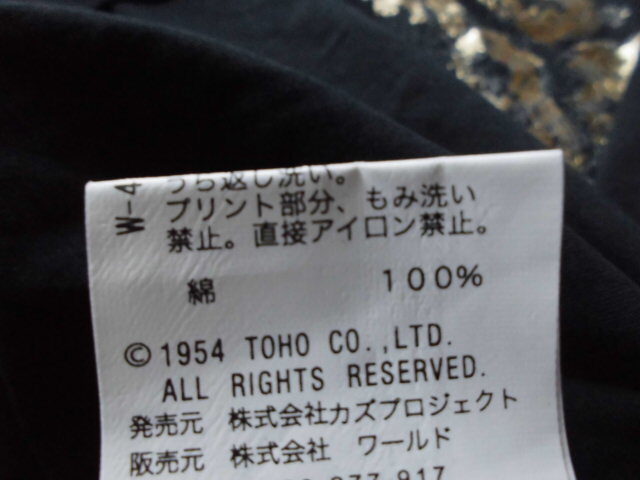 うち返し洗い。
プリント部分、もみ洗い
禁止。直接アイロン禁止。
綿 100%
© 1954 TOHO CO.,LTD.
ALL RIGHTS RESERVED.
発売元 株式会社カズプロジェクト
販売元 株式会社 ワールド
917
W-4